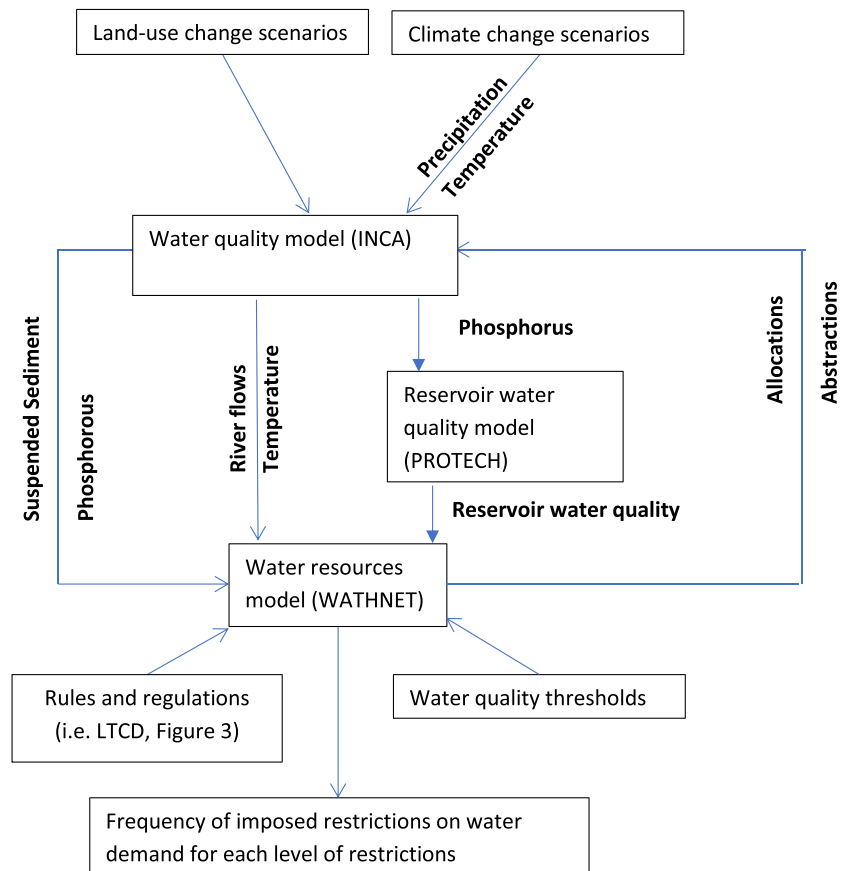 Land-use change scenarios
Climate change scenarios
Precipitation
Temperature
Water quality model (INCA)
Suspended Sediment
Phosphorous
River flows
Temperature
Phosphorus
Allocations
Abstractions
Reservoir water
quality model
(PROTECH)
Reservoir water quality
Water resources
model (WATHNET)
Rules and regulations
(i.e. LTCD, Figure 3)
Water quality thresholds
Frequency of imposed restrictions on water
demand for each level of restrictions